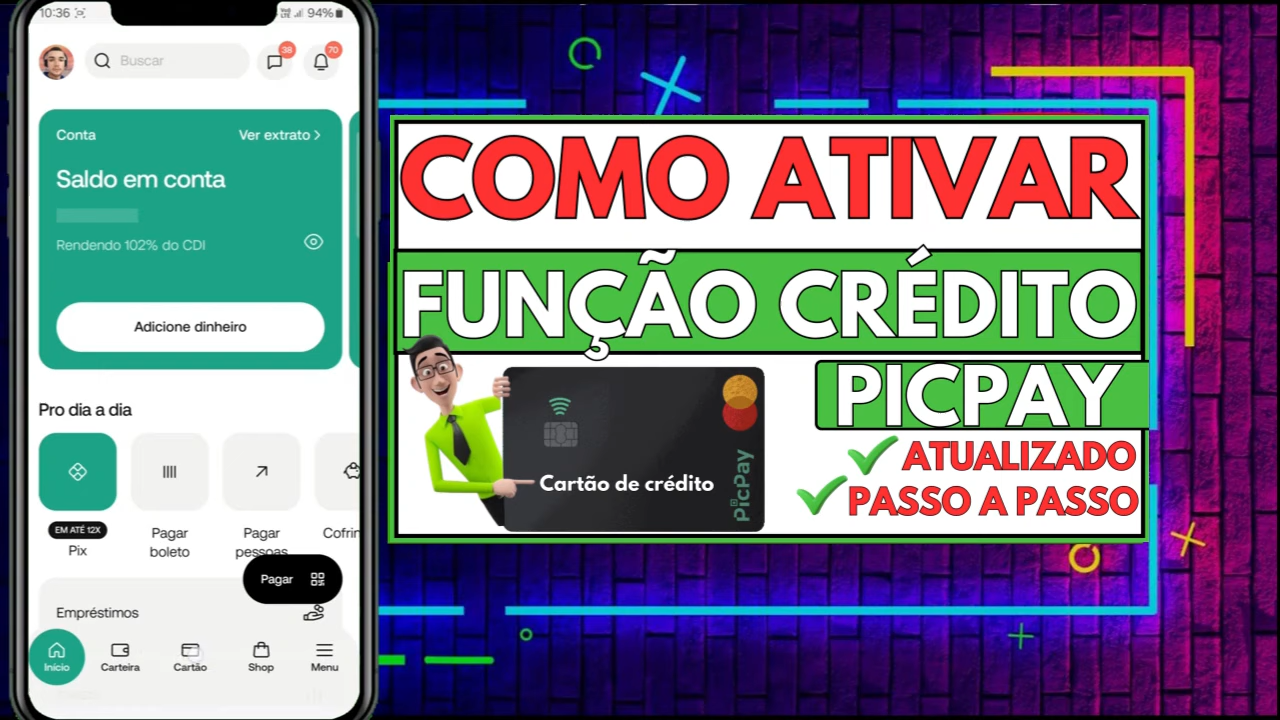 10:36
94%
Buscar
38
70
Conta
Ver extrato
Saldo em conta
Rendendo 102% do CDI
Adicione dinheiro
Pro dia a dia
EM ATÉ 12X
Pix
Pagar
boleto
Pagar
pessoas
Cofrin
Pagar
Empréstimos
Início
Carteira
Cartão
Shop
Menu
COMO ATIVAR
FUNÇÃO CRÉDITO
PICPAY
ATUALIZADO
PASSO A PASSO
Cartão de crédito
PicPay